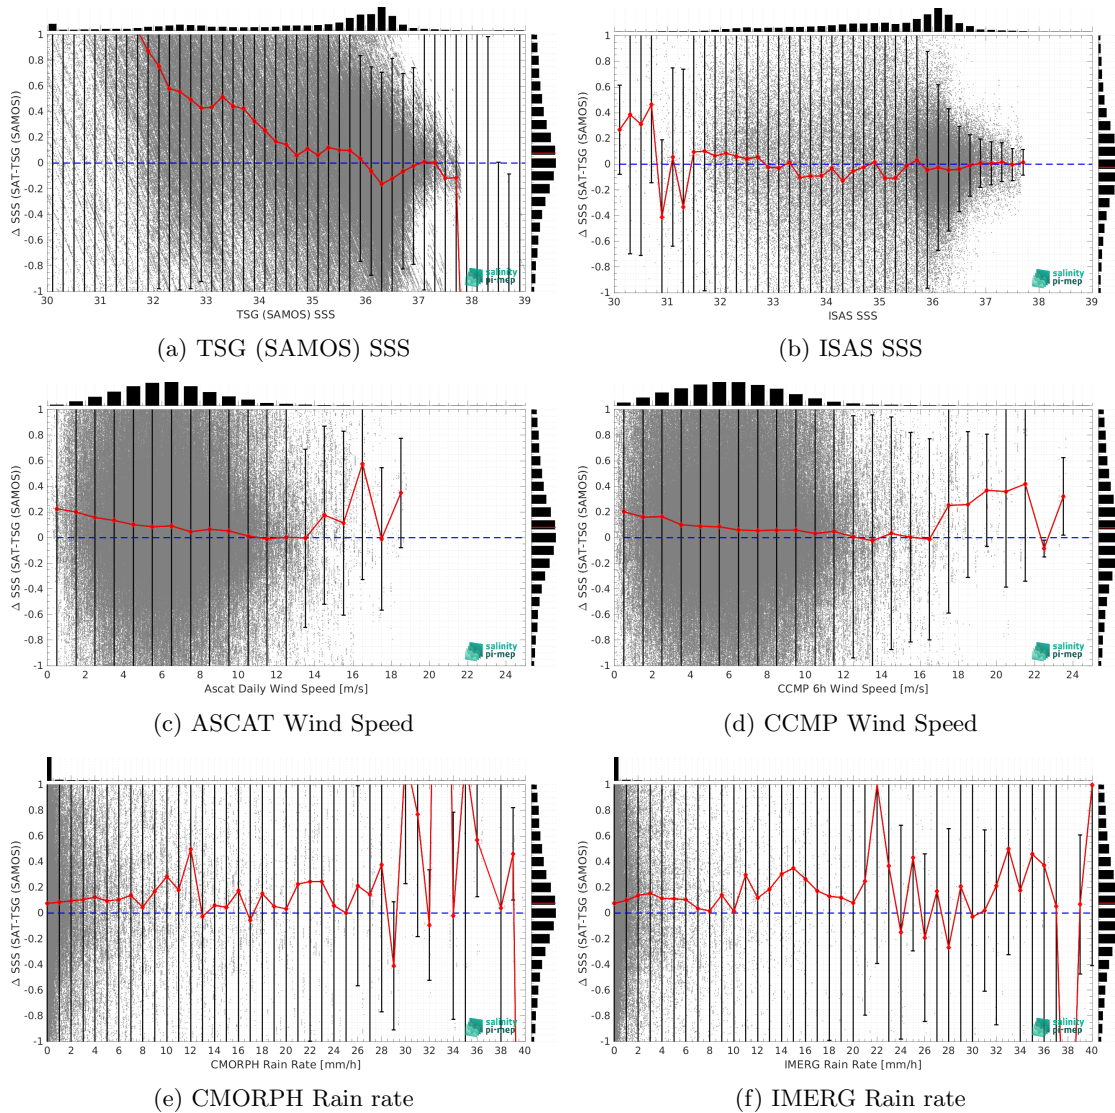 Δ SSS (SAT-TSG (SAMOS))
1
0.8
0.6
0.4
0.2
0
-0.2
-0.4
-0.6
-0.8
-1
30 31 32 33 34 35 36 37 38 39
TSG (SAMOS) SSS
salinity
pi-mep
(a) TSG (SAMOS) SSS
Δ SSS (SAT-TSG (SAMOS))
1
0.8
0.6
0.4
0.2
0
-0.2
-0.4
-0.6
-0.8
-1
30 31 32 33 34 35 36 37 38 39
ISAS SSS
salinity
pi-mep
(b) ISAS SSS
Δ SSS (SAT-TSG (SAMOS))
1
0.8
0.6
0.4
0.2
0
-0.2
-0.4
-0.6
-0.8
-1
0 2 4 6 8 10 12 14 16 18 20 22 24
Ascat Daily Wind Speed [m/s]
salinity
pi-mep
(c) ASCAT Wind Speed
Δ SSS (SAT-TSG (SAMOS))
1
0.8
0.6
0.4
0.2
0
-0.2
-0.4
-0.6
-0.8
-1
0 2 4 6 8 10 12 14 16 18 20 22 24
CCMP 6h Wind Speed [m/s]
salinity
pi-mep
(d) CCMP Wind Speed
Δ SSS (SAT-TSG (SAMOS))
1
0.8
0.6
0.4
0.2
0
-0.2
-0.4
-0.6
-0.8
-1
0 2 4 6 8 10 12 14 16 18 20 22 24 26 28 30 32 34 36 38 40
CMORPH Rain Rate [mm/h]
salinity
pi-mep
(e) CMORPH Rain rate
Δ SSS (SAT-TSG (SAMOS))
1
0.8
0.6
0.4
0.2
0
-0.2
-0.4
-0.6
-0.8
-1
0 2 4 6 8 10 12 14 16 18 20 22 24 26 28 30 32 34 36 38 40
IMERG Rain Rate [mm/h]
salinity
pi-mep
(f) IMERG Rain rate